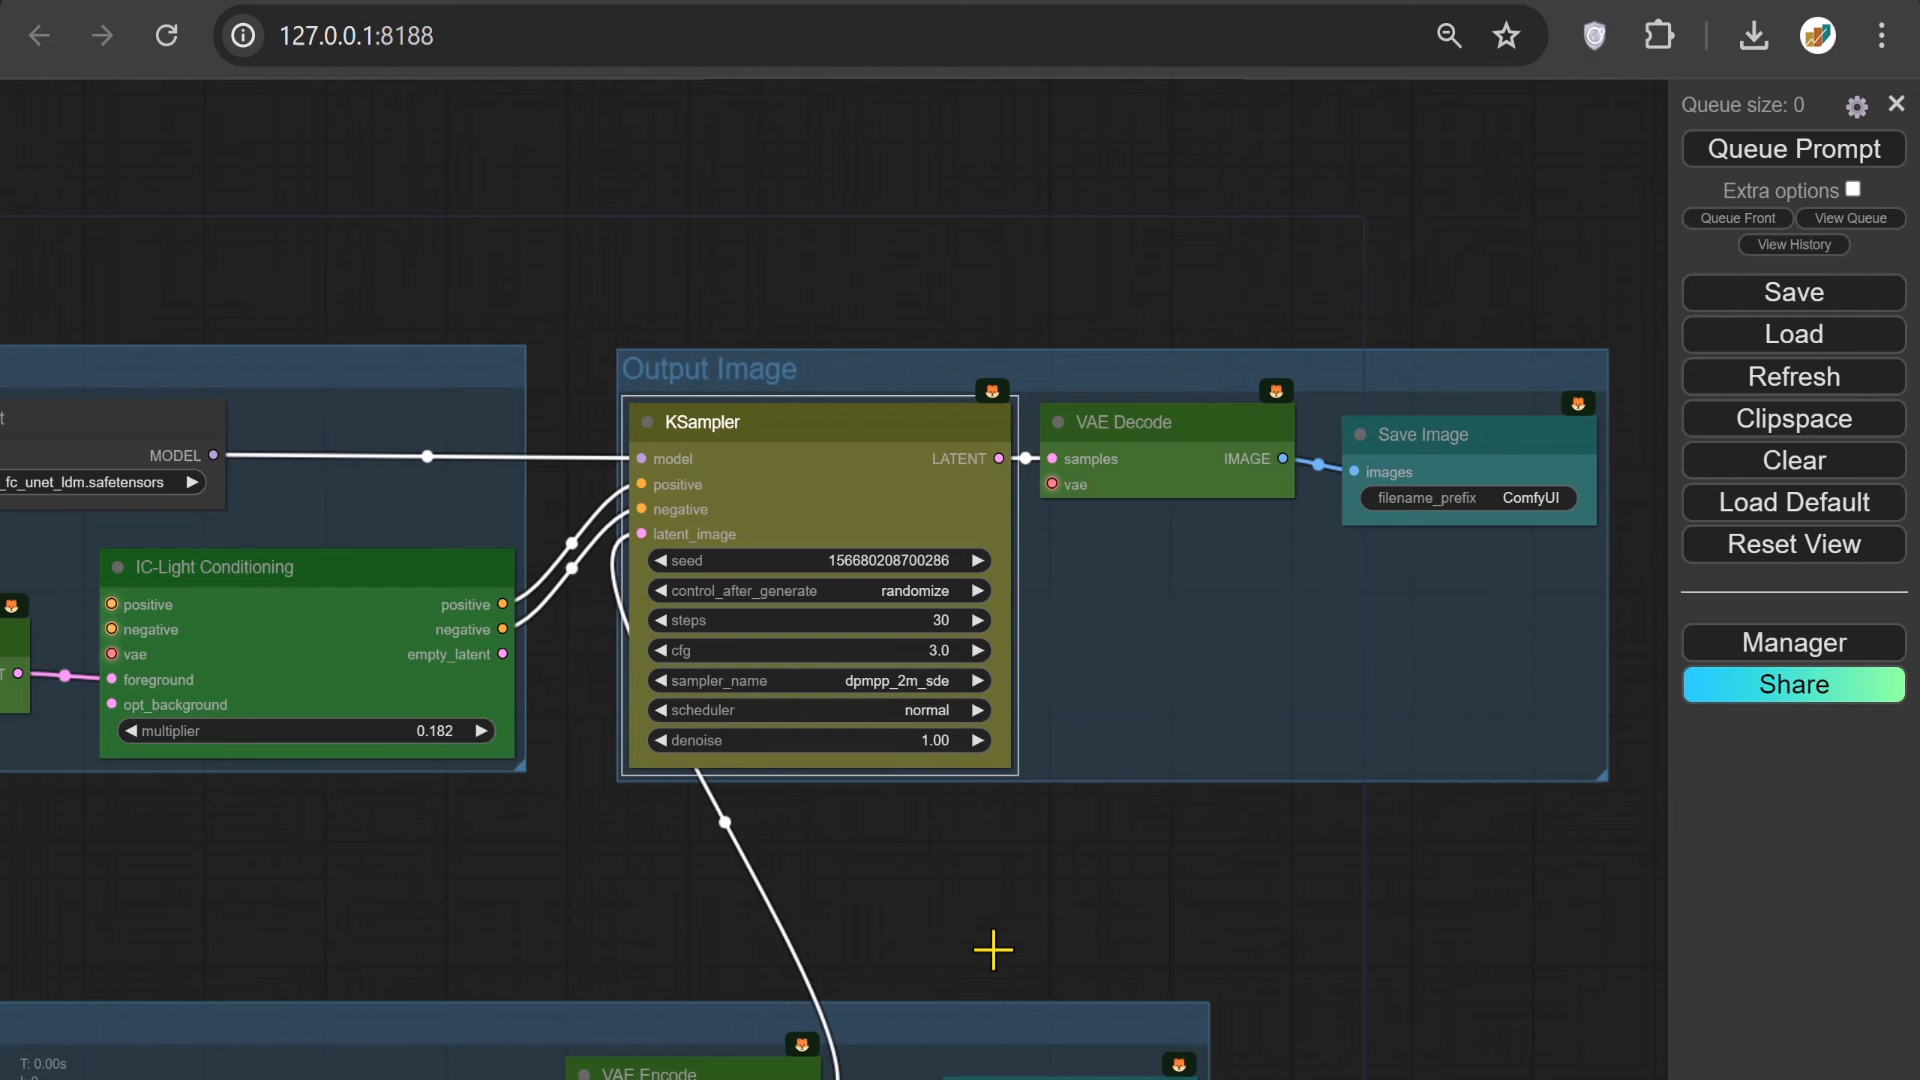 127.0.0.1:8188
Queue size: 0
Queue Prompt
Extra options
Queue Front
View Queue
View History
Save
Load
Refresh
Clipspace
Clear
Load Default
Reset View
Manager
Share
t
MODEL
_fc_unet_ldm.safetensors
T
IC-Light Conditioning
positive
positive
negative
negative
vae
empty_latent
foreground
opt_background
multiplier
0.182
Output Image
KSampler
model
LATENT
positive
negative
latent_image
seed
156680208700286
control_after_generate
randomize
steps
30
cfg
3.0
sampler_name
dpmpp_2m_sde
scheduler
normal
denoise
1.00
VAE Decode
samples
IMAGE
vae
Save Image
images
filename_prefix
ComfyUI
T: 0.00s
VAE Encode